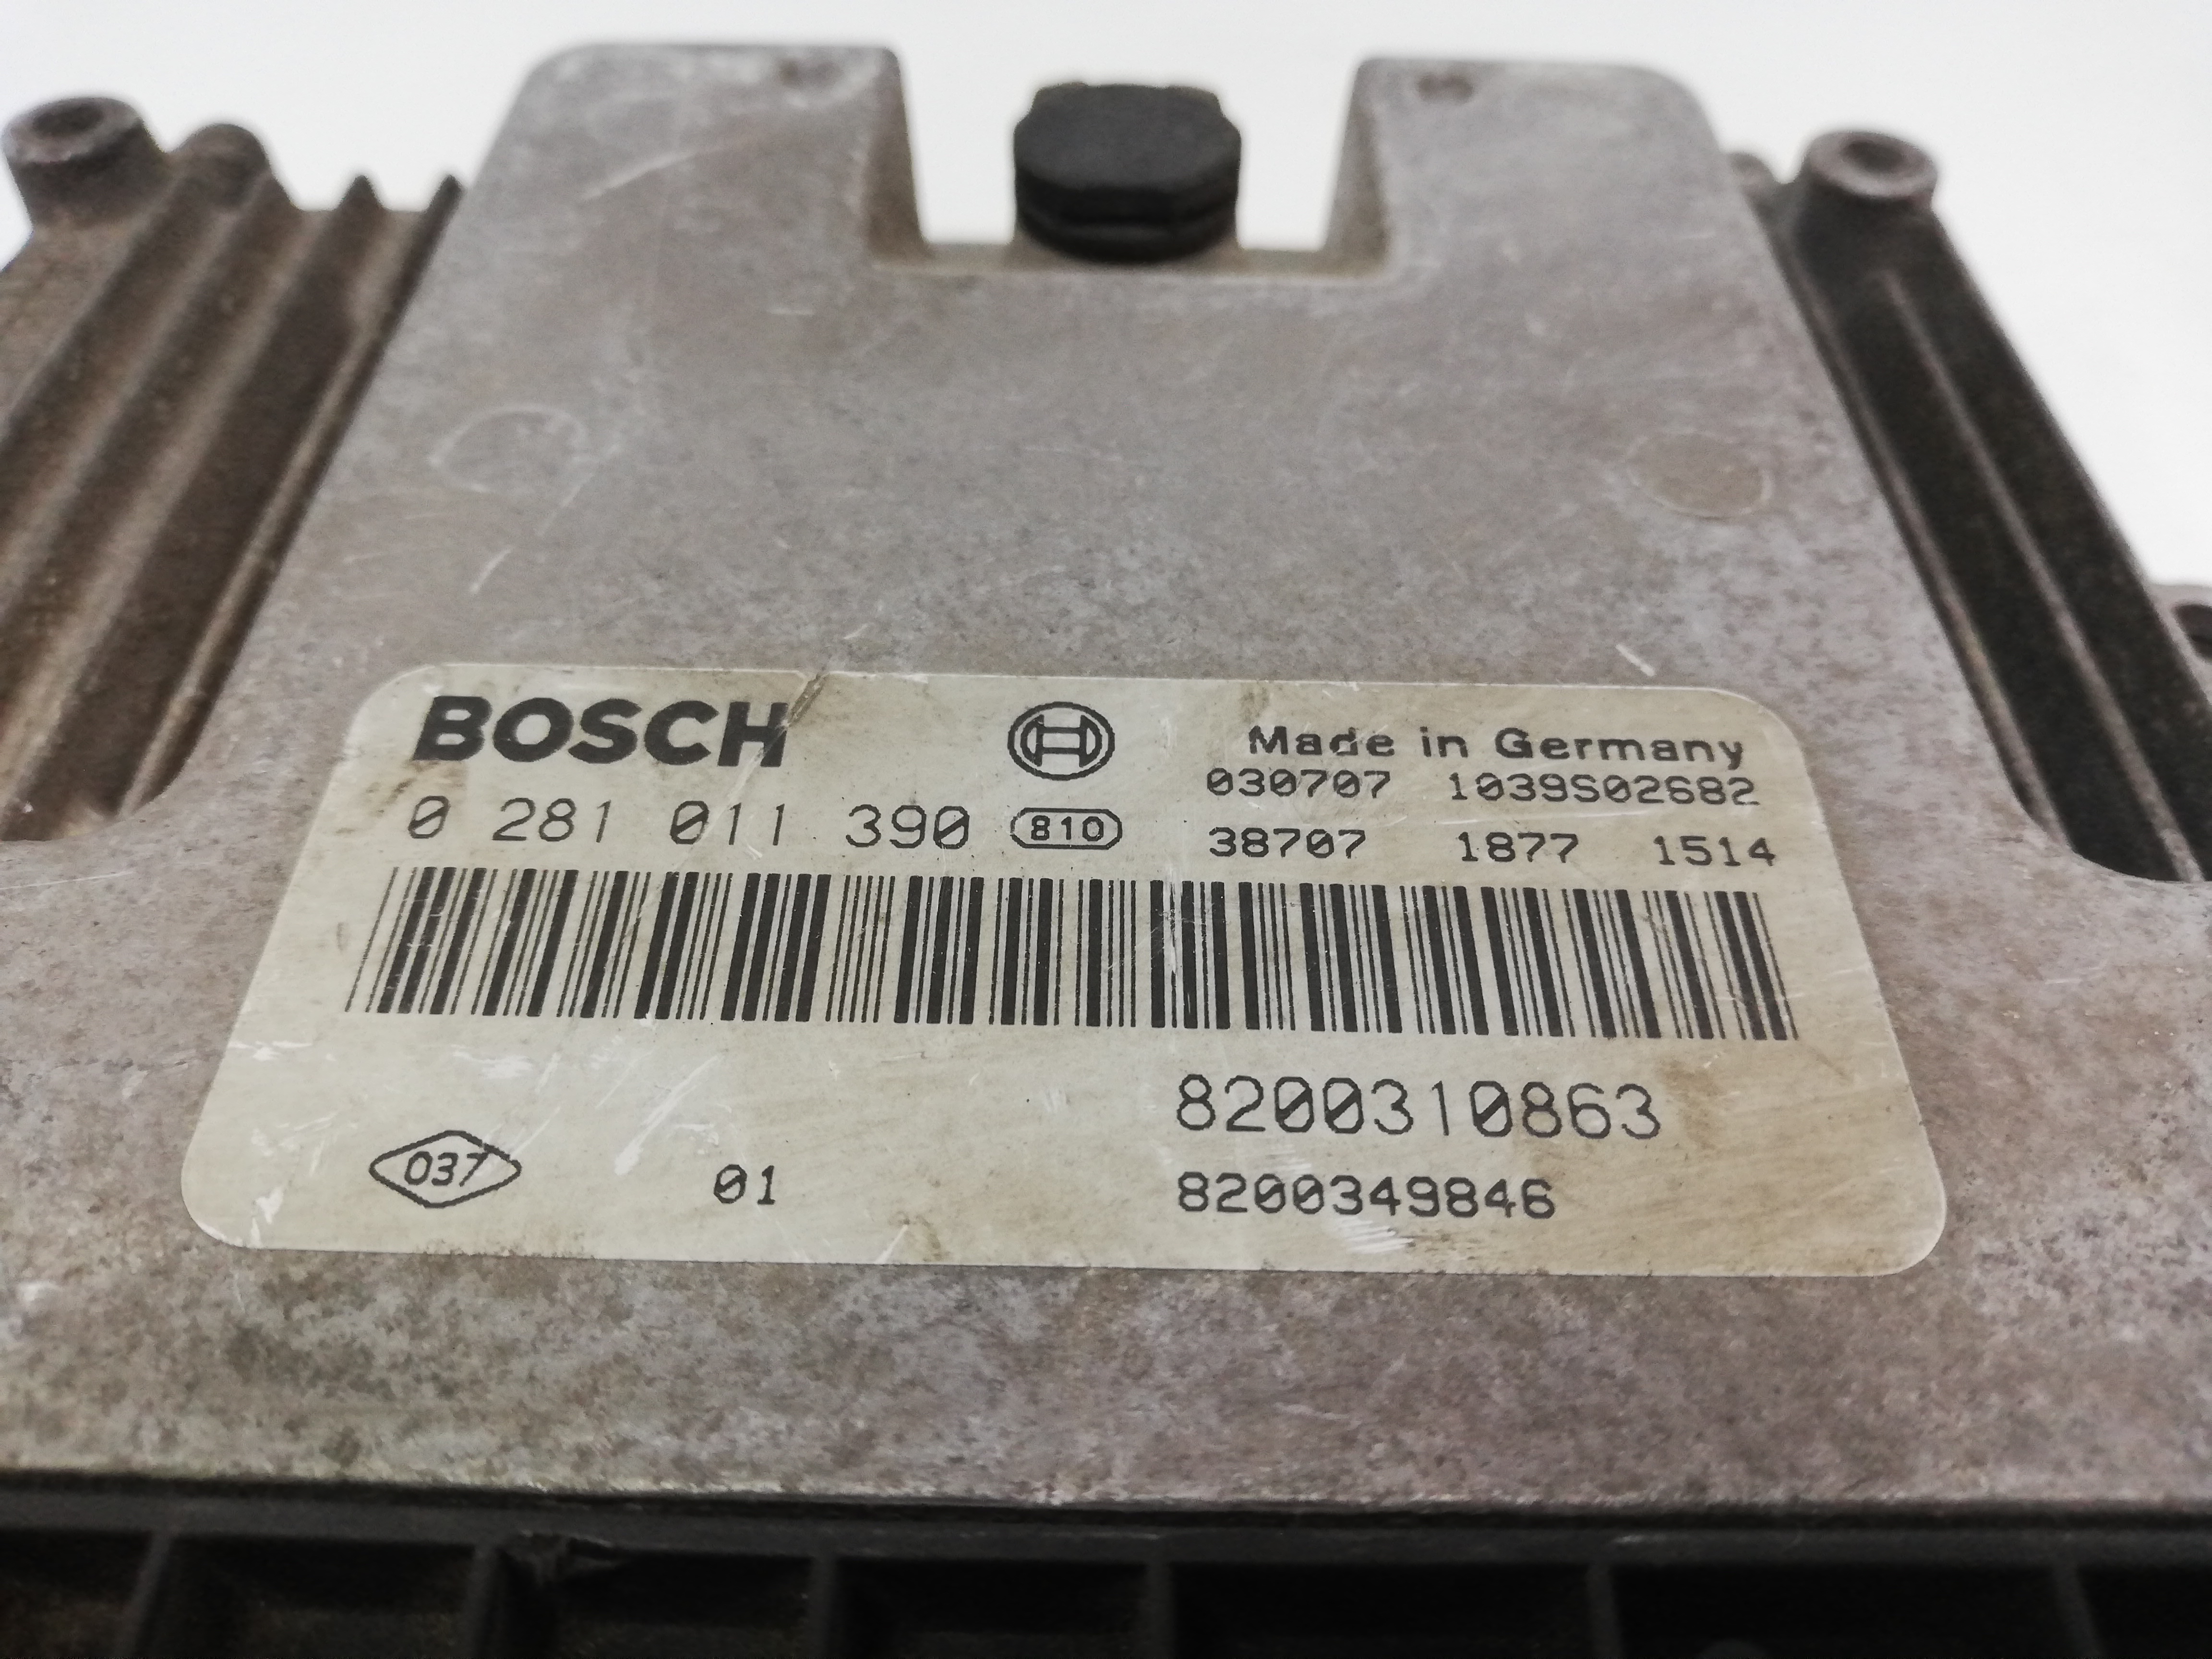 BOSCH
Made in Germany
030707 1039S02682
0 281 011 390 810
38707 1877 1514
8200310863
037 01 8200349846